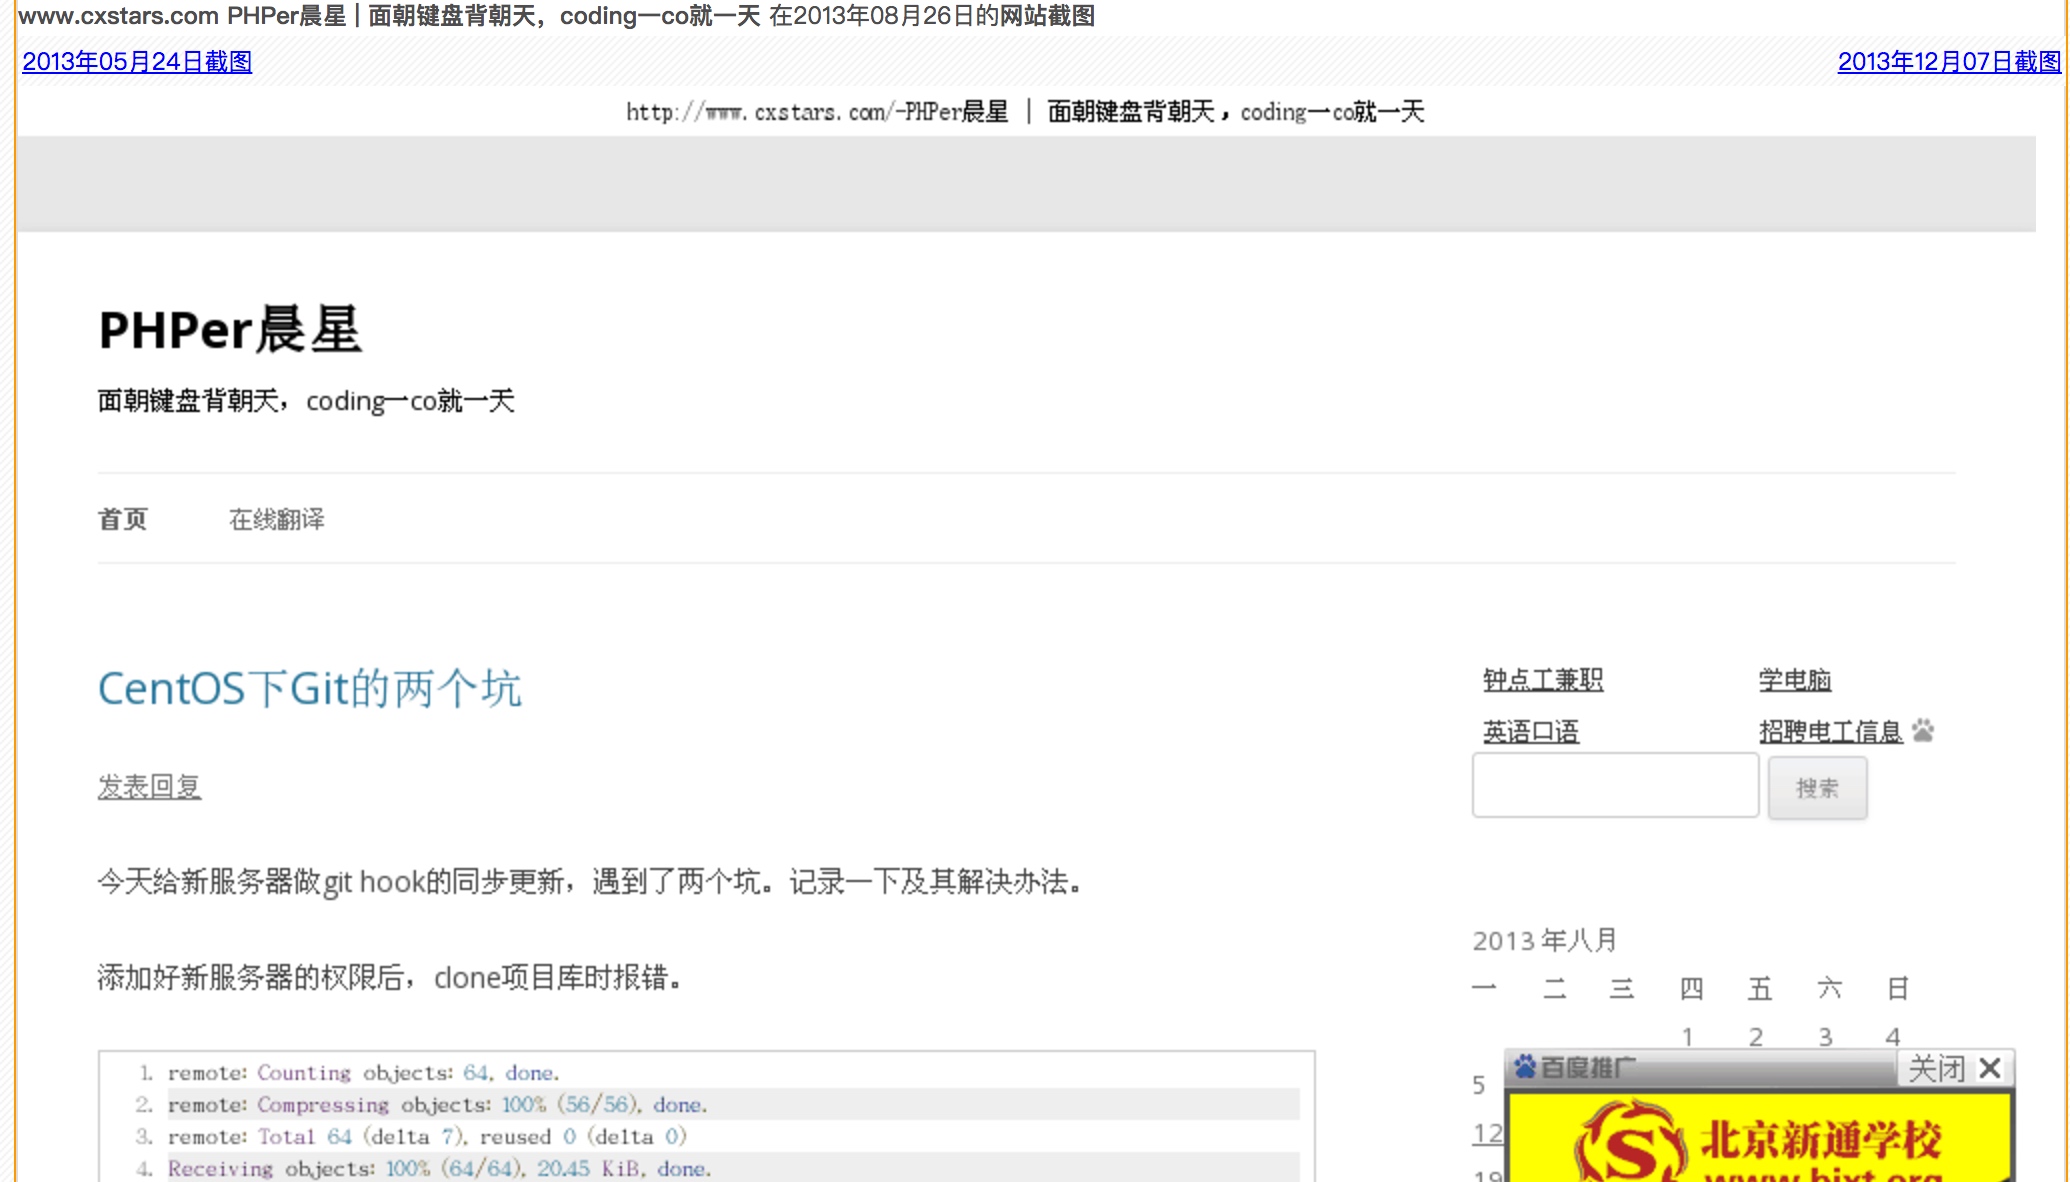 www.cxstars.com PHPer晨星 | 面朝键盘背朝天，coding一co就一天 在2013年08月26日的网站截图
2013年05月24日截图
2013年12月07日截图
http://www.cxstars.com/-PHPer晨星 | 面朝键盘背朝天，coding一co就一天
PHPer晨星
面朝键盘背朝天，coding一co就一天
首页 在线翻译
CentOS下Git的两个坑
发表回复
今天给新服务器做git hook的同步更新，遇到了两个坑。记录一下及其解决办法。
添加好新服务器的权限后，clone项目库时报错。
1. remote: Counting objects: 64, done.
2. remote: Compressing objects: 100% (56/56), done.
3. remote: Total 64 (delta 7), reused 0 (delta 0)
4. Receiving objects: 100% (64/64), 20.45 KiB, done.
钟点工兼职 学电脑
英语口语 招聘电工信息
搜索
2013 年八月
一 二 三 四 五 六 日
1 2 3 4
5
12
19
百度推广 关闭 X
北京新通学校
www.bjxt.org